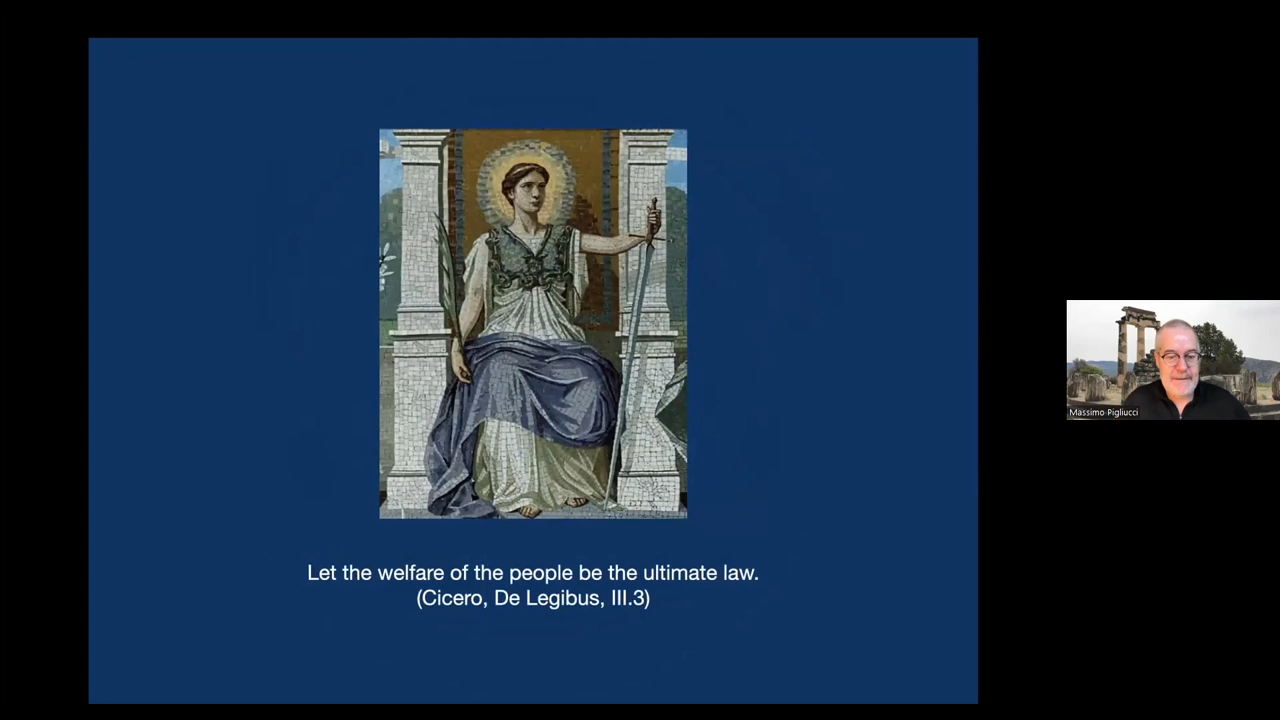 Let the welfare of the people be the ultimate law.
(Cicero, De Legibus, III.3)
Massimo Pigliucci